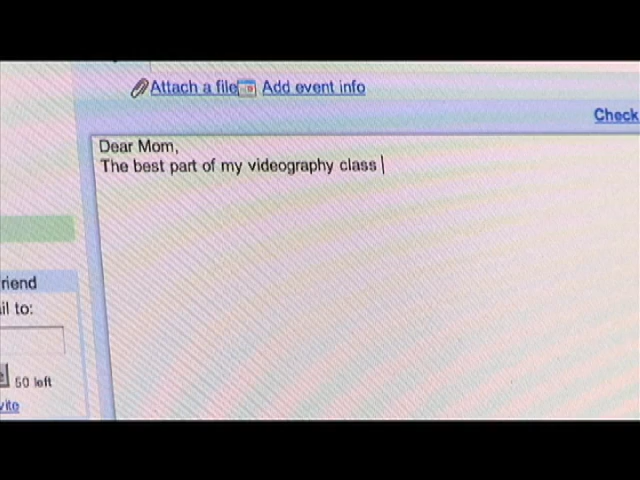 Attach a file Add event info
Check
Dear Mom,
The best part of my videography class
riend
il to:
50 left
vite